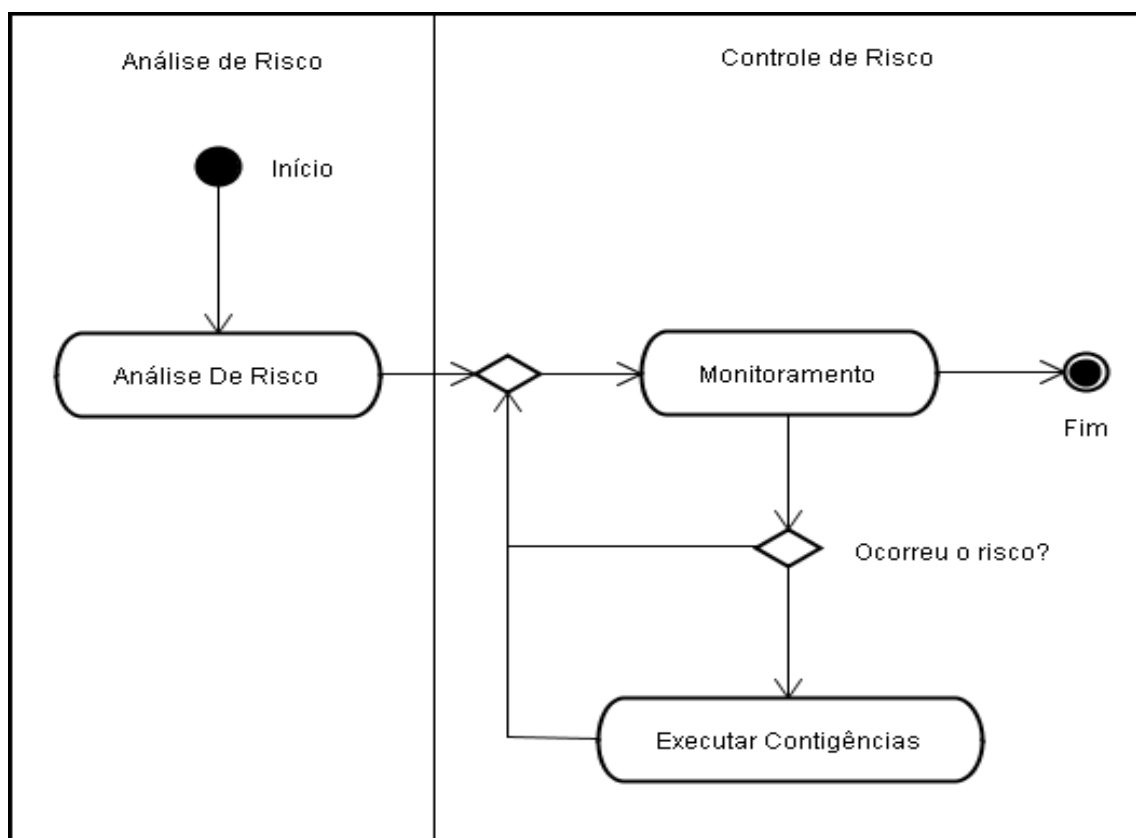 Análise de Risco
Controle de Risco
Início
Análise De Risco
Monitoramento
Fim
Ocorreu o risco?
Executar Contigências